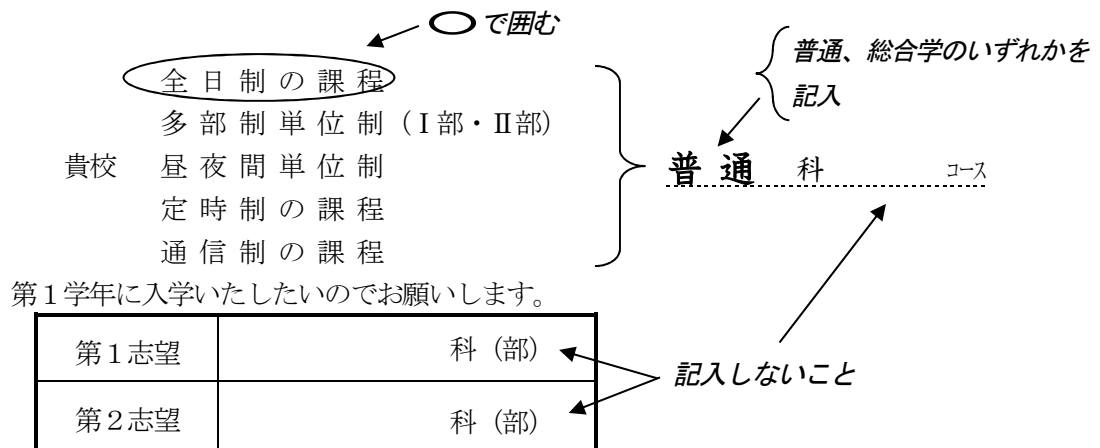 〇で囲む
普通、総合学のいずれかを
記入
全日制の課程
多部制単位制（Ⅰ部・Ⅱ部）
貴校 昼夜間単位制 普通 科 コース
定時制の課程
通信制の課程
第１学年に入学いたしたいのでお願いします。
第１志望 科（部）
記入しないこと
第２志望 科（部）